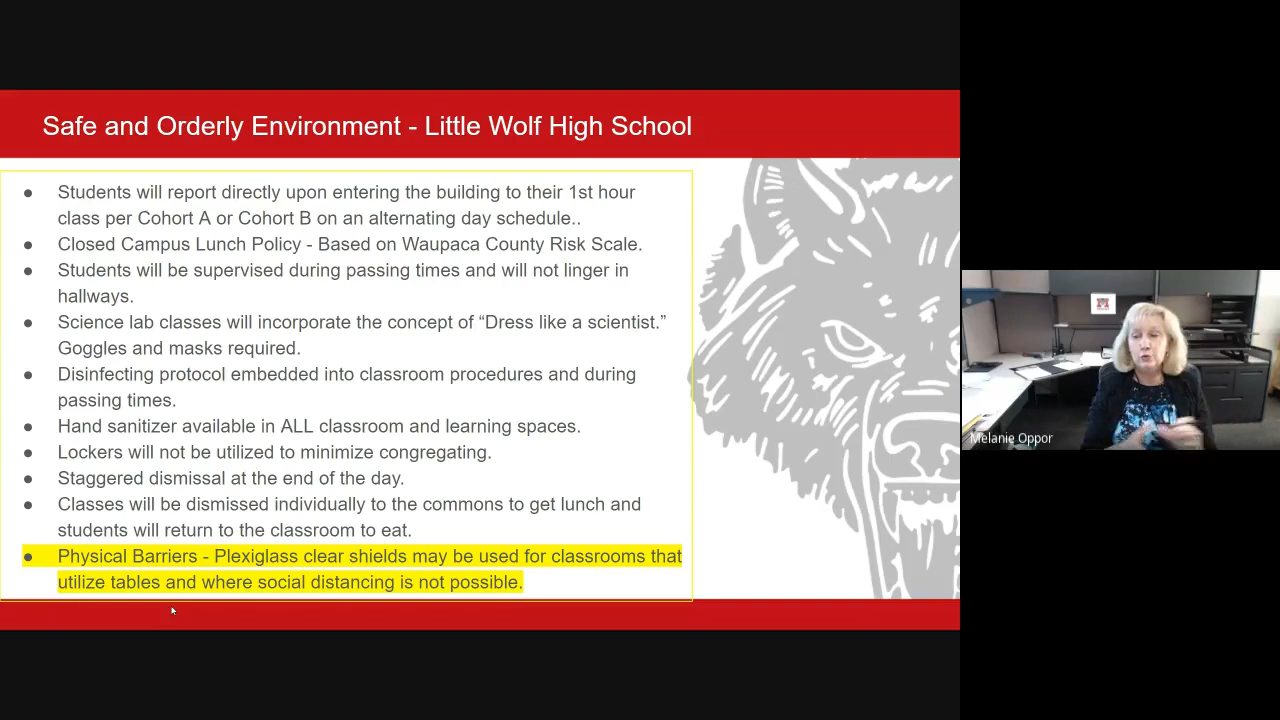 Safe and Orderly Environment - Little Wolf High School
● Students will report directly upon entering the building to their 1st hour
class per Cohort A or Cohort B on an alternating day schedule..
● Closed Campus Lunch Policy - Based on Waupaca County Risk Scale.
● Students will be supervised during passing times and will not linger in
hallways.
● Science lab classes will incorporate the concept of “Dress like a scientist.”
Goggles and masks required.
● Disinfecting protocol embedded into classroom procedures and during
passing times.
● Hand sanitizer available in ALL classroom and learning spaces.
● Lockers will not be utilized to minimize congregating.
● Staggered dismissal at the end of the day.
● Classes will be dismissed individually to the commons to get lunch and
students will return to the classroom to eat.
● Physical Barriers - Plexiglass clear shields may be used for classrooms that
utilize tables and where social distancing is not possible.
Melanie Oppor